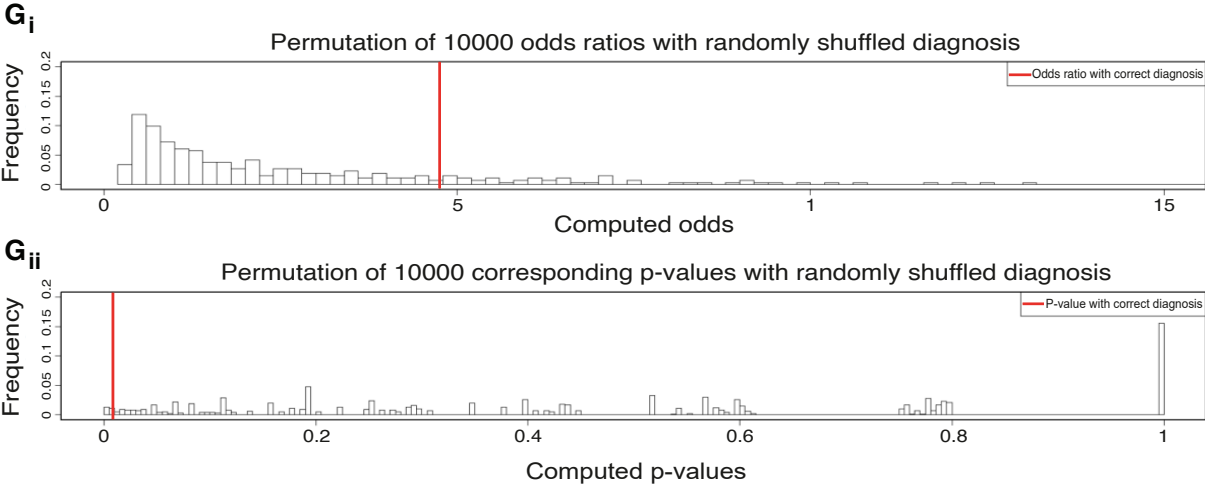 Gi
Permutation of 10000 odds ratios with randomly shuffled diagnosis
Frequency
0.2
0.15
0.1
0.05
0
Odds ratio with correct diagnosis
0 5 1 15
Computed odds
Gii
Permutation of 10000 corresponding p-values with randomly shuffled diagnosis
Frequency
0.2
0.15
0.1
0.05
0
P-value with correct diagnosis
0 0.2 0.4 0.6 0.8 1
Computed p-values